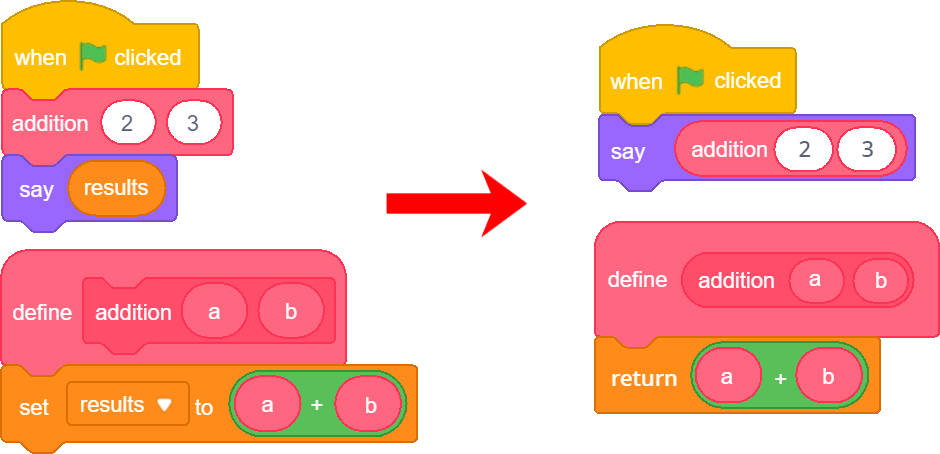 when clicked
addition 2 3
say results
define addition a b
set results to a + b
when clicked
say addition 2 3
define addition a b
return a + b